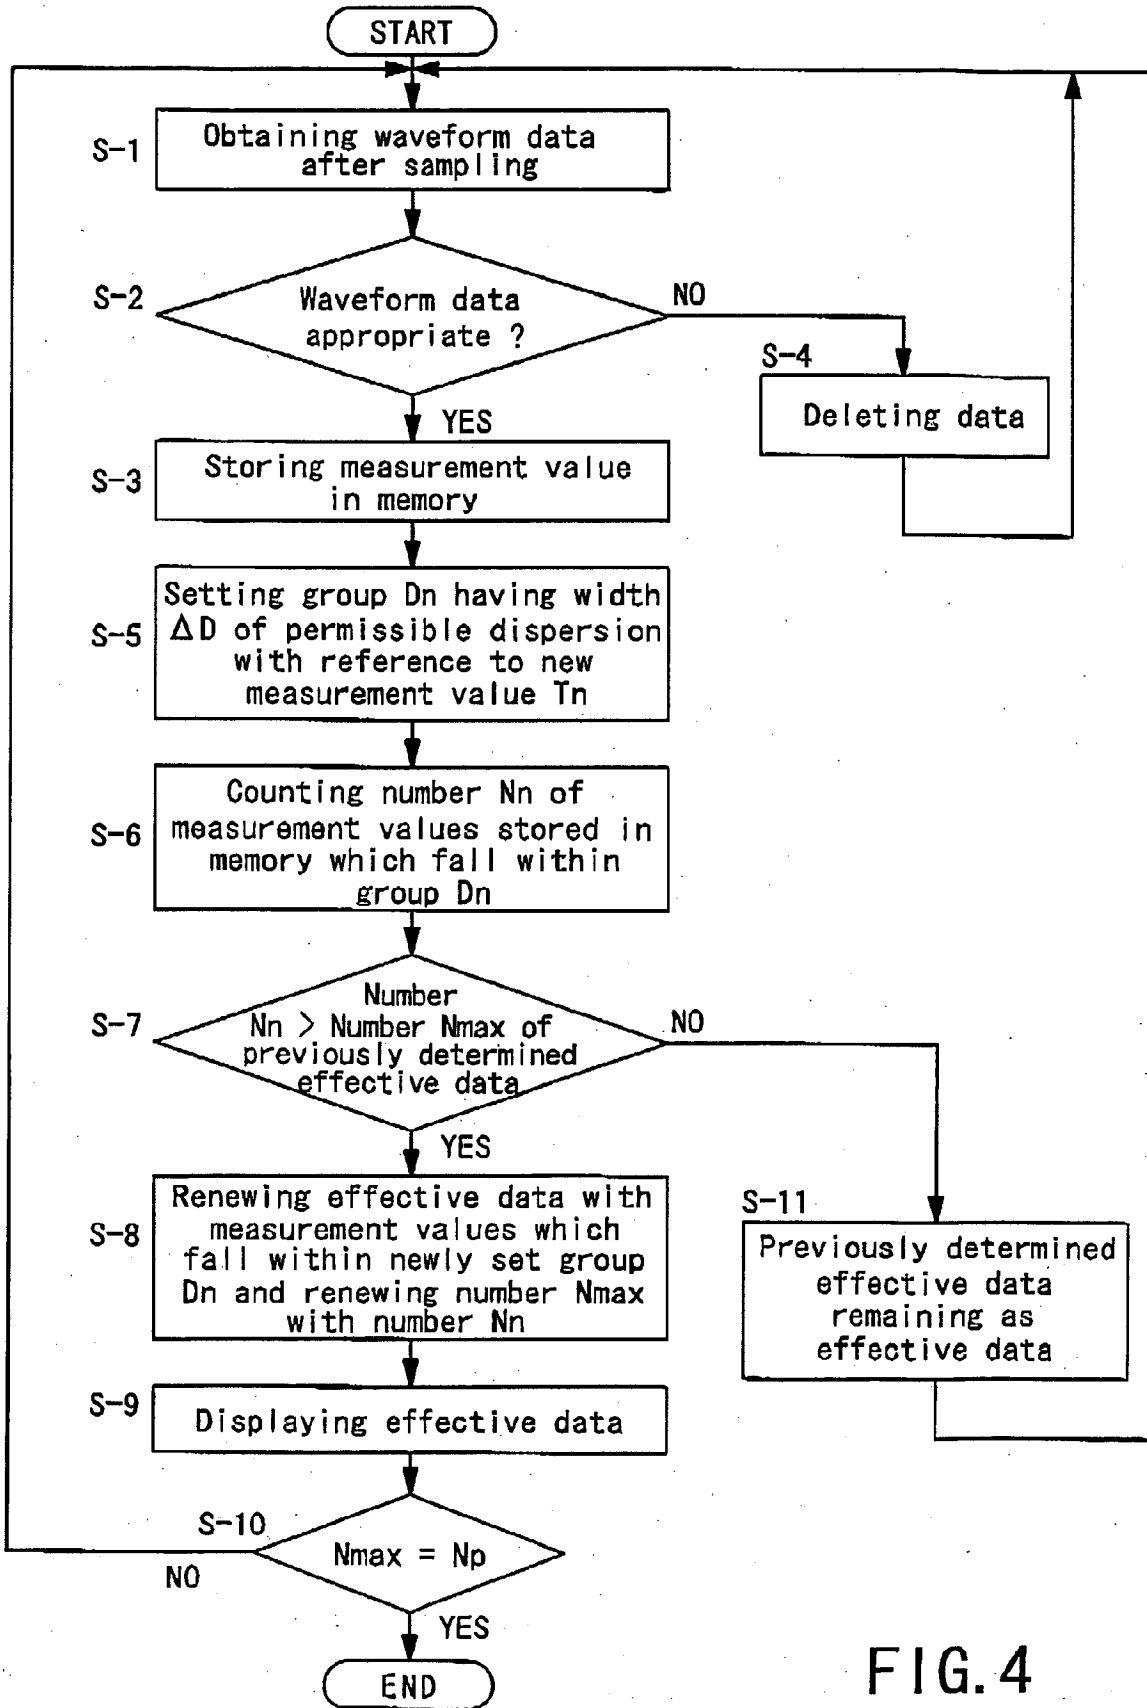 START
S-1
Obtaining waveform data
after sampling
S-2
Waveform data
appropriate ?
NO
S-4
Deleting data
YES
S-3
Storing measurement value
in memory
S-5
Setting group Dn having width
ΔD of permissible dispersion
with reference to new
measurement value Tn
S-6
Counting number Nn of
measurement values stored in
memory which fall within
group Dn
S-7
Number
Nn > Number Nmax of
previously determined
effective data
NO
YES
S-11
Previously determined
effective data
remaining as
effective data
S-8
Renewing effective data with
measurement values which
fall within newly set group
Dn and renewing number Nmax
with number Nn
S-9
Displaying effective data
S-10
Nmax = Np
NO
YES
END
FIG. 4